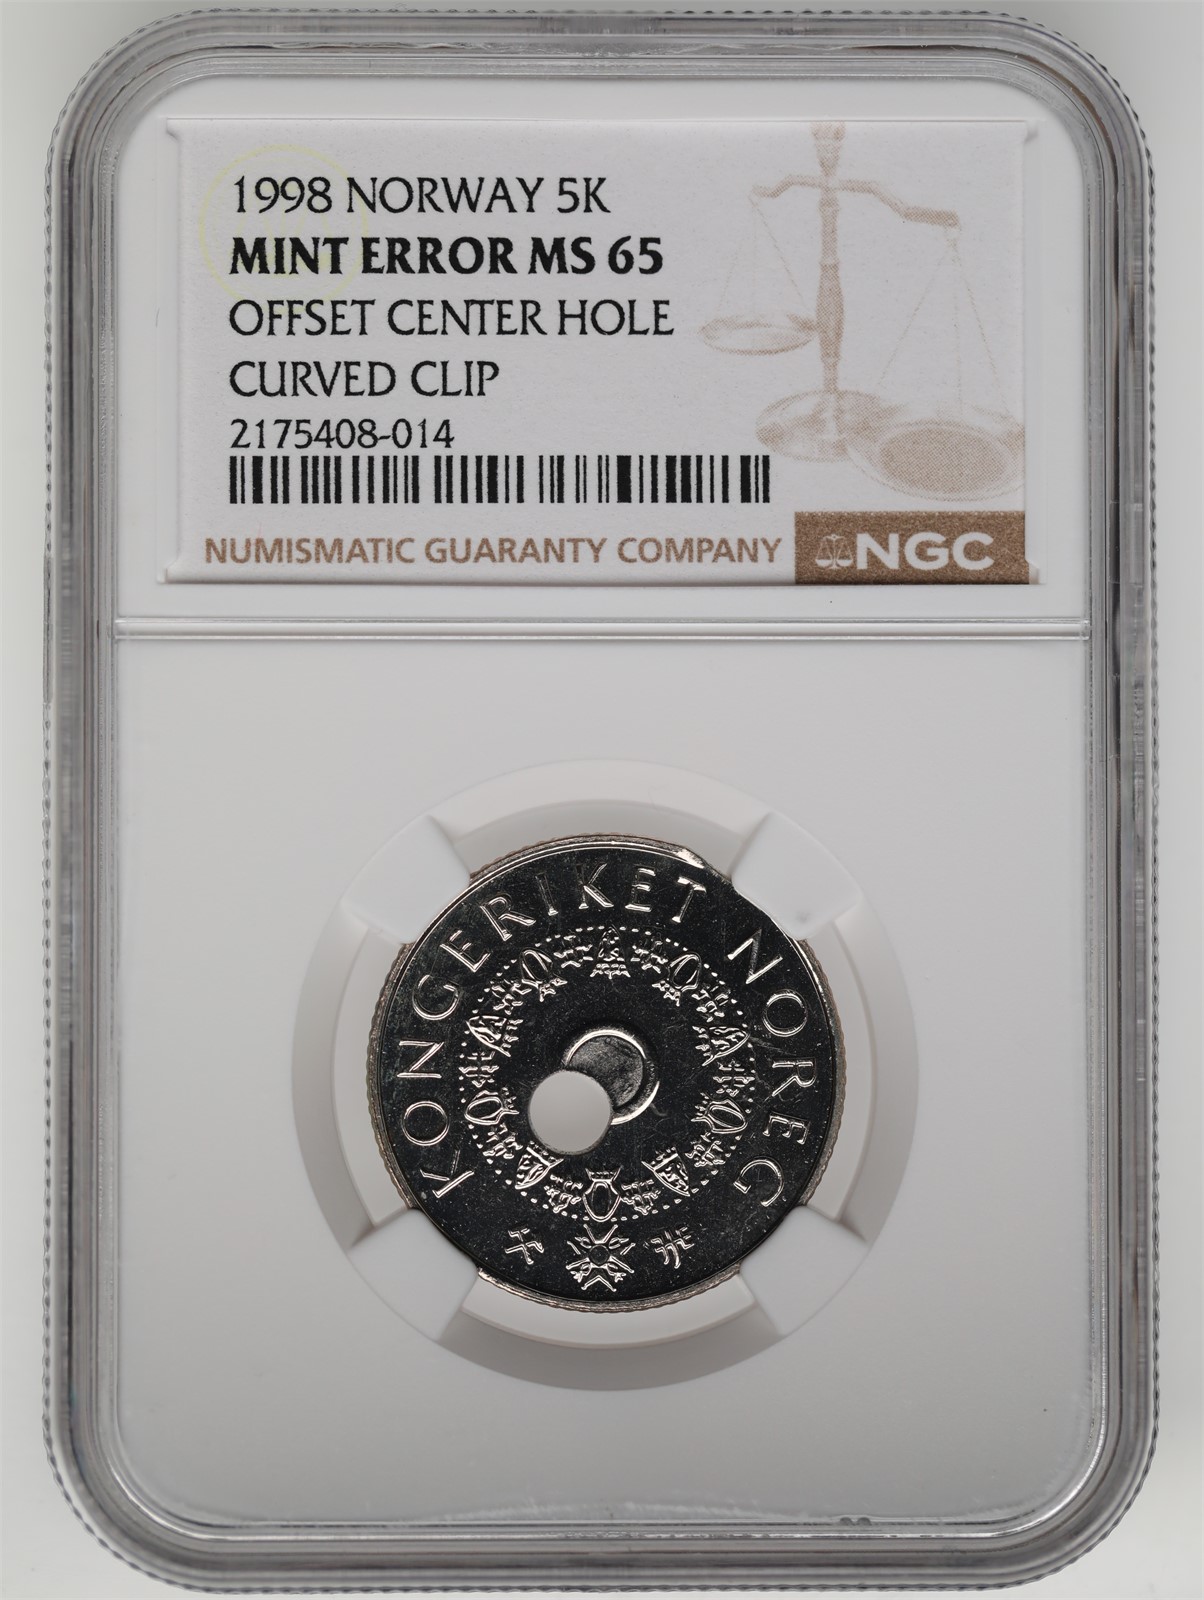 1998 NORWAY 5K
MINT ERROR MS 65
OFFSET CENTER HOLE
CURVED CLIP
2175408-014
NUMISMATIC GUARANTY COMPANY
NGC
KONGERIKET NOREG